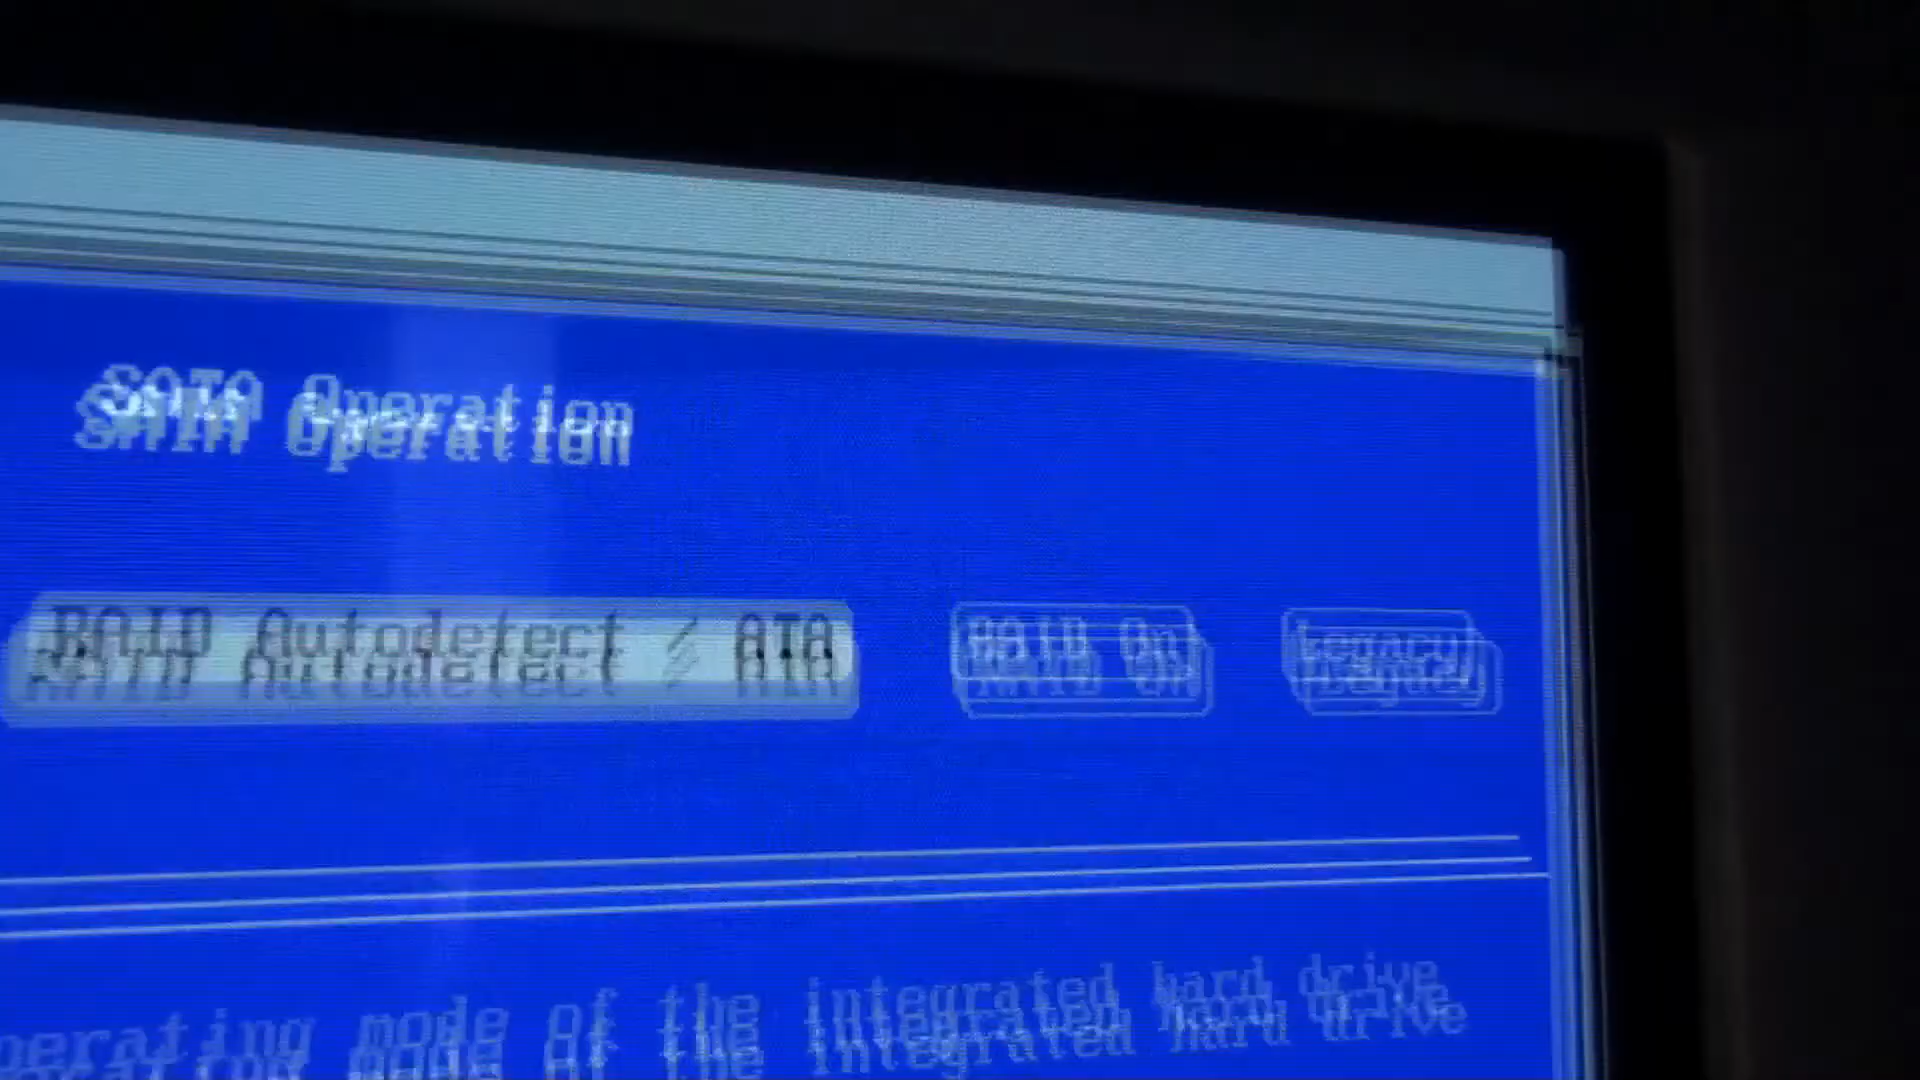 SATA Operation
RAID Autodetect / ATA RAID On Legacy
operating mode of the integrated hard drive